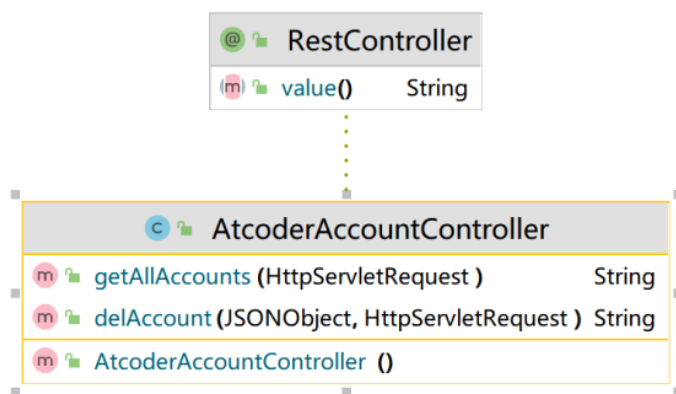 @ RestController
m value() String
C AtcoderAccountController
m getAllAccounts (HttpServletRequest ) String
m delAccount (JSONObject, HttpServletRequest ) String
m AtcoderAccountController ()